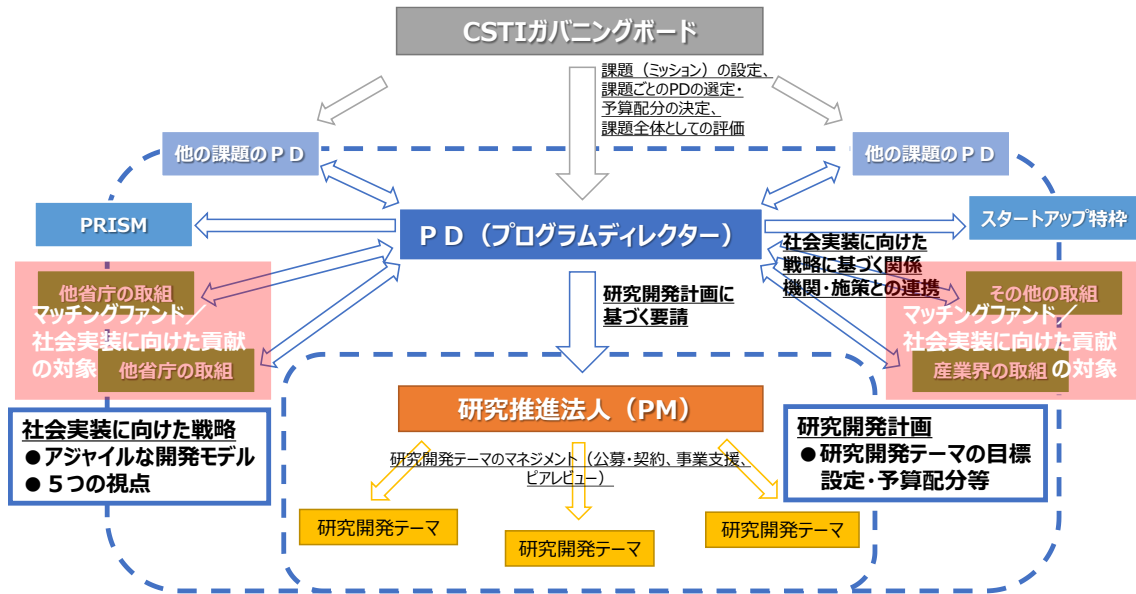 CSTIガバニングボード
課題（ミッション）の設定、
課題ごとのPDの選定・
予算配分の決定、
課題全体としての評価
他の課題のＰＤ
他の課題のＰＤ
PRISM
ＰＤ（プログラムディレクター）
スタートアップ特枠
社会実装に向けた
戦略に基づく関係
機関・施策との連携
他省庁の取組
マッチングファンド／
社会実装に向けた貢献
の対象
他省庁の取組
研究開発計画に
基づく要請
その他の取組
マッチングファンド／
社会実装に向けた貢献
の対象
産業界の取組
研究推進法人（PM）
社会実装に向けた戦略
●アジャイルな開発モデル
●５つの視点
研究開発計画
●研究開発テーマの目標
設定・予算配分等
研究開発テーマのマネジメント（公募・契約、事業支援、
ピアレビュー）
研究開発テーマ
研究開発テーマ
研究開発テーマ